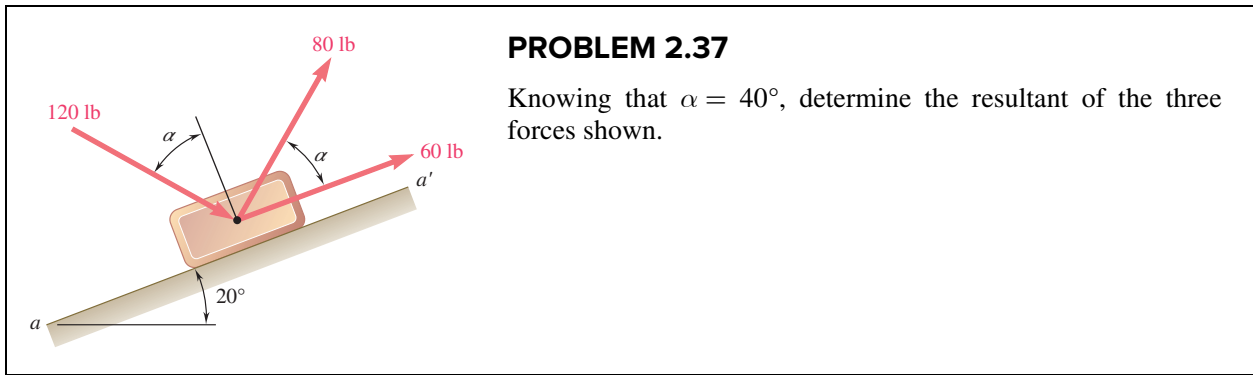 PROBLEM 2.37
Knowing that α = 40°, determine the resultant of the three
forces shown.
80 lb
120 lb
α
α
60 lb
a'
20°
a